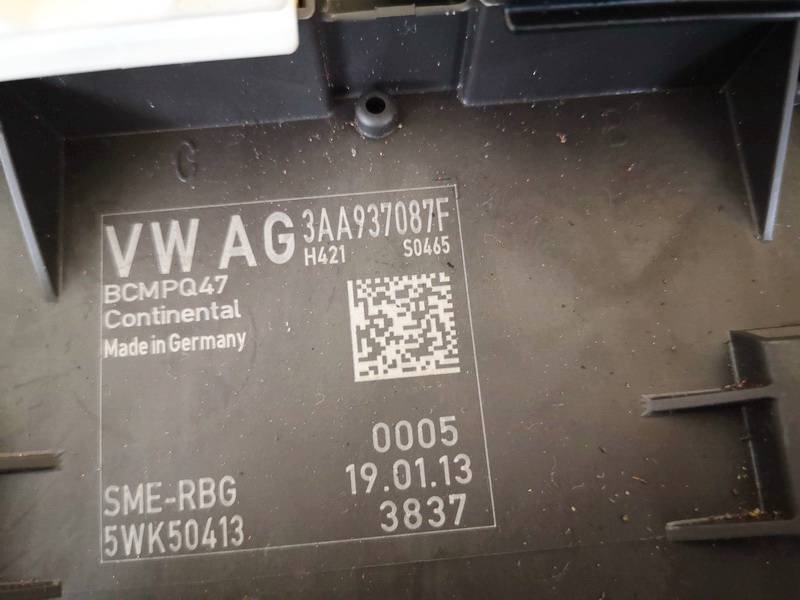 VW AG 3AA937087F
H421 S0465
BCMPQ47
Continental
Made in Germany
0005
19.01.13
SME-RBG
3837
5WK50413